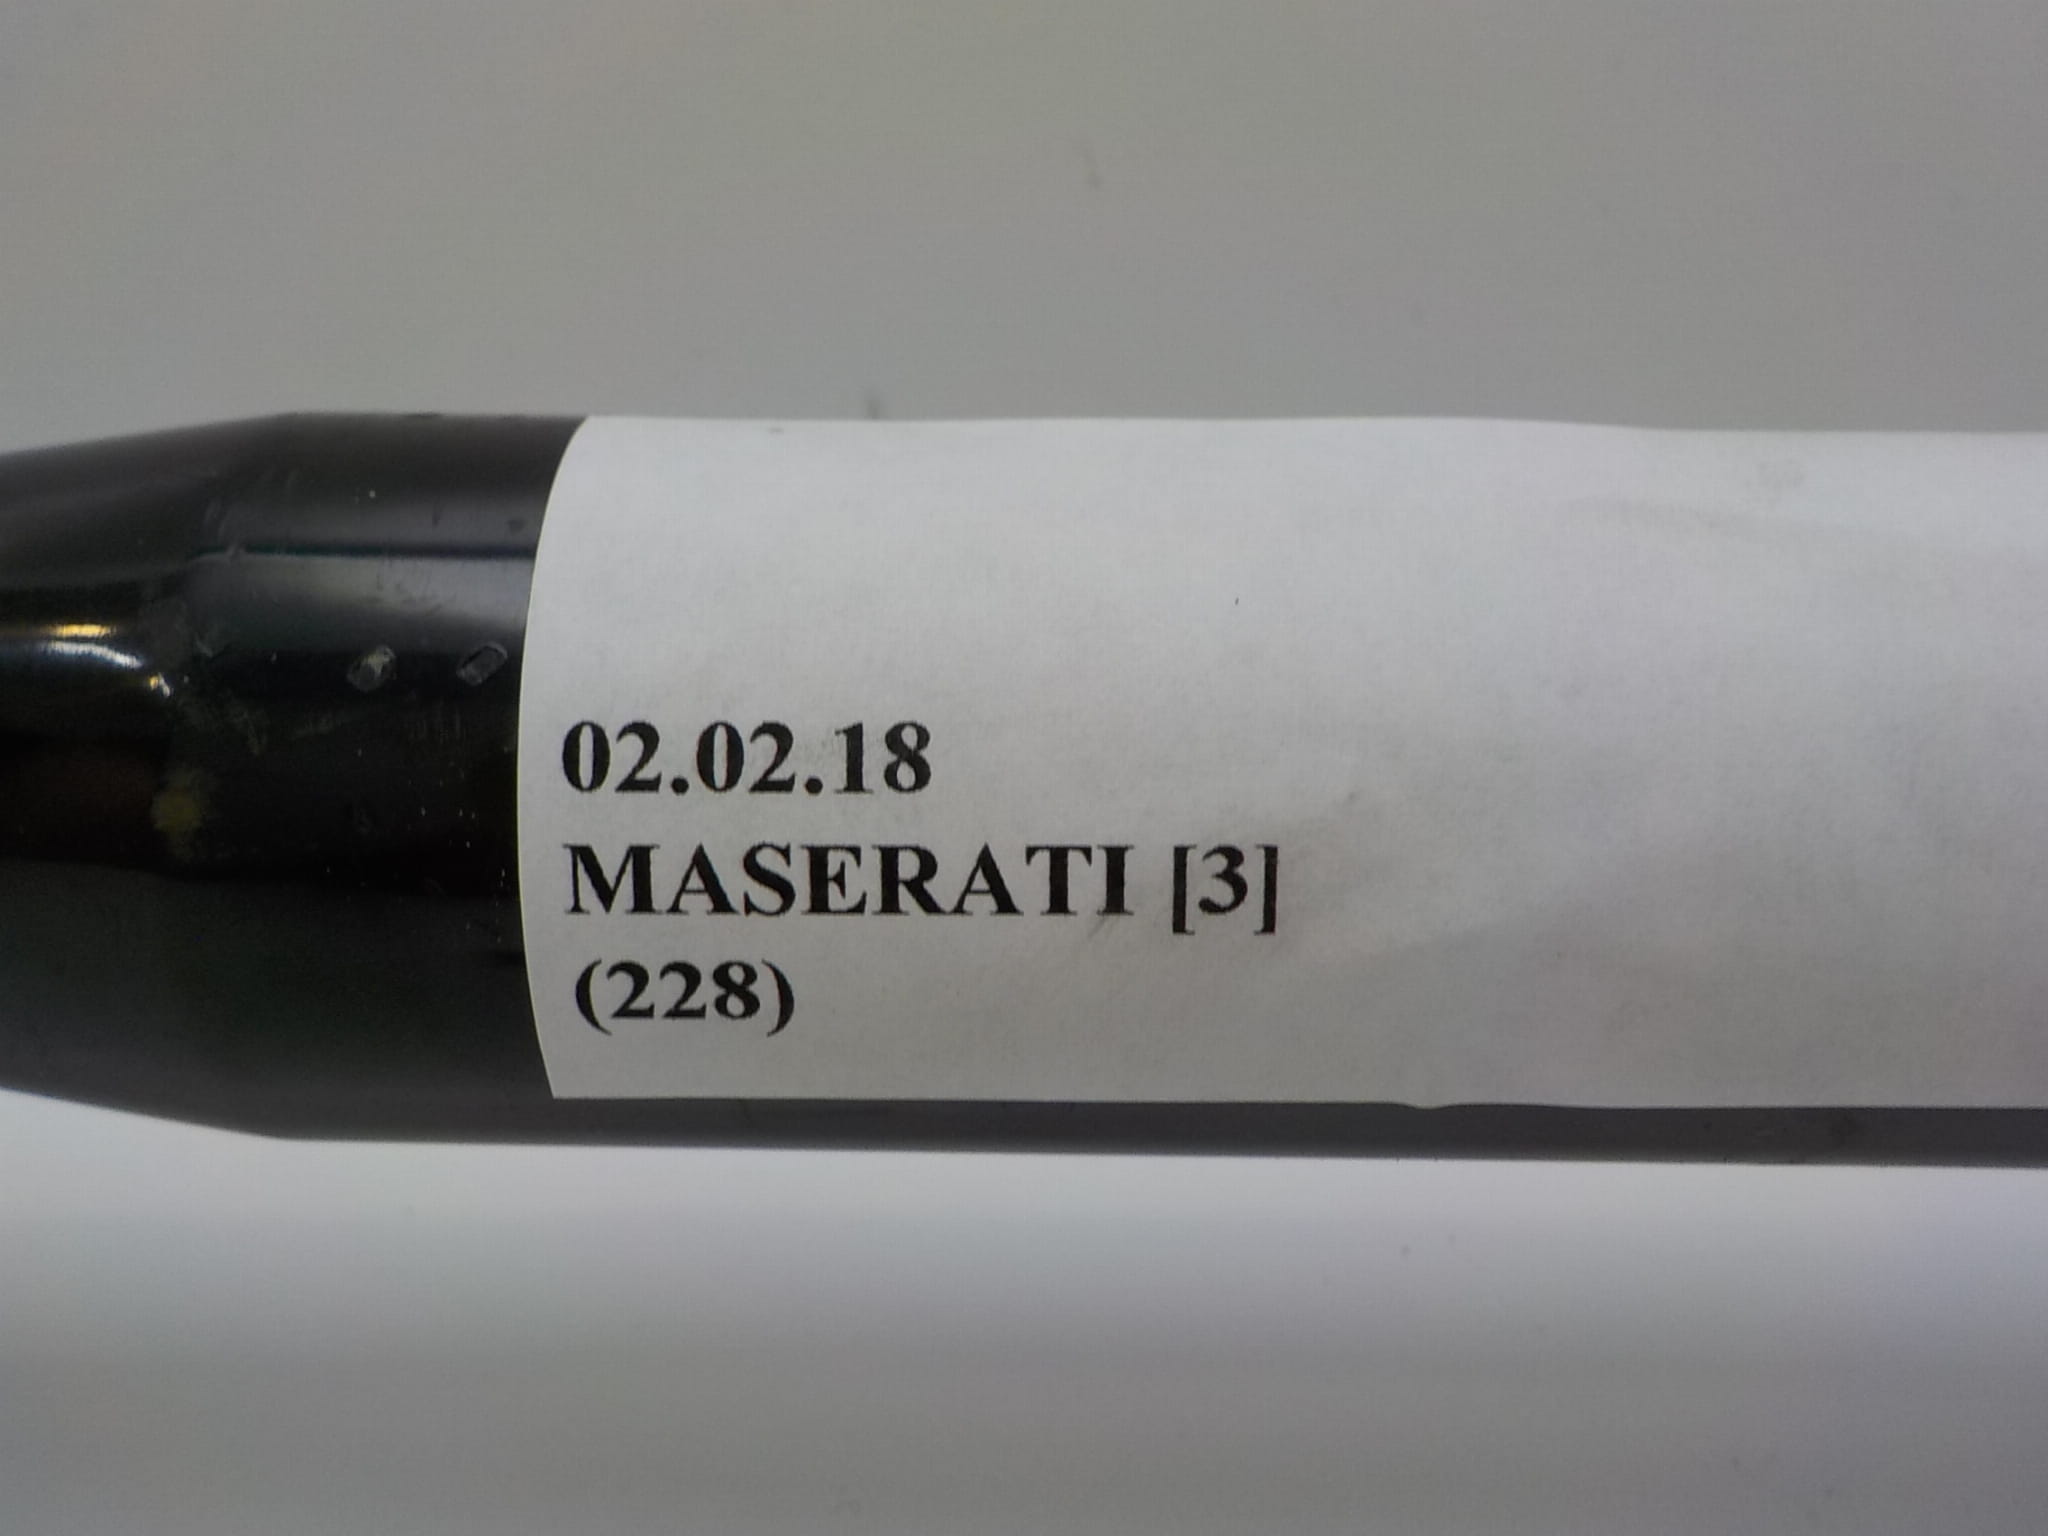 02.02.18
MASERATI [3]
(228)